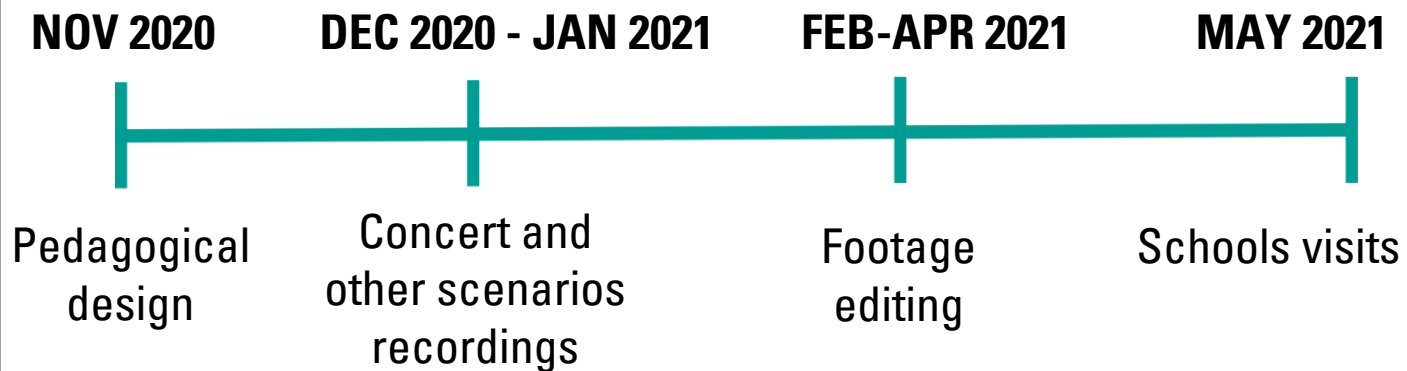 NOV 2020
DEC 2020 - JAN 2021
FEB-APR 2021
MAY 2021
Pedagogical
design
Concert and
other scenarios
recordings
Footage
editing
Schools visits